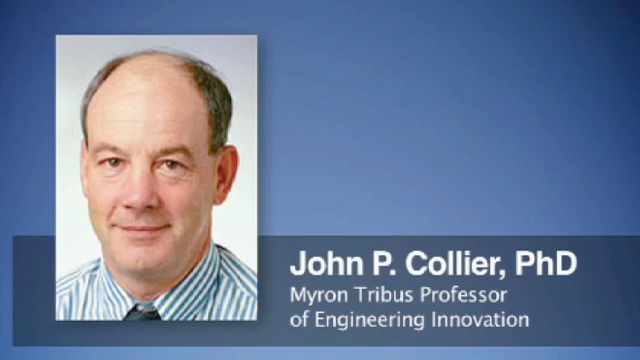 John P. Collier, PhD
Myron Tribus Professor
of Engineering Innovation